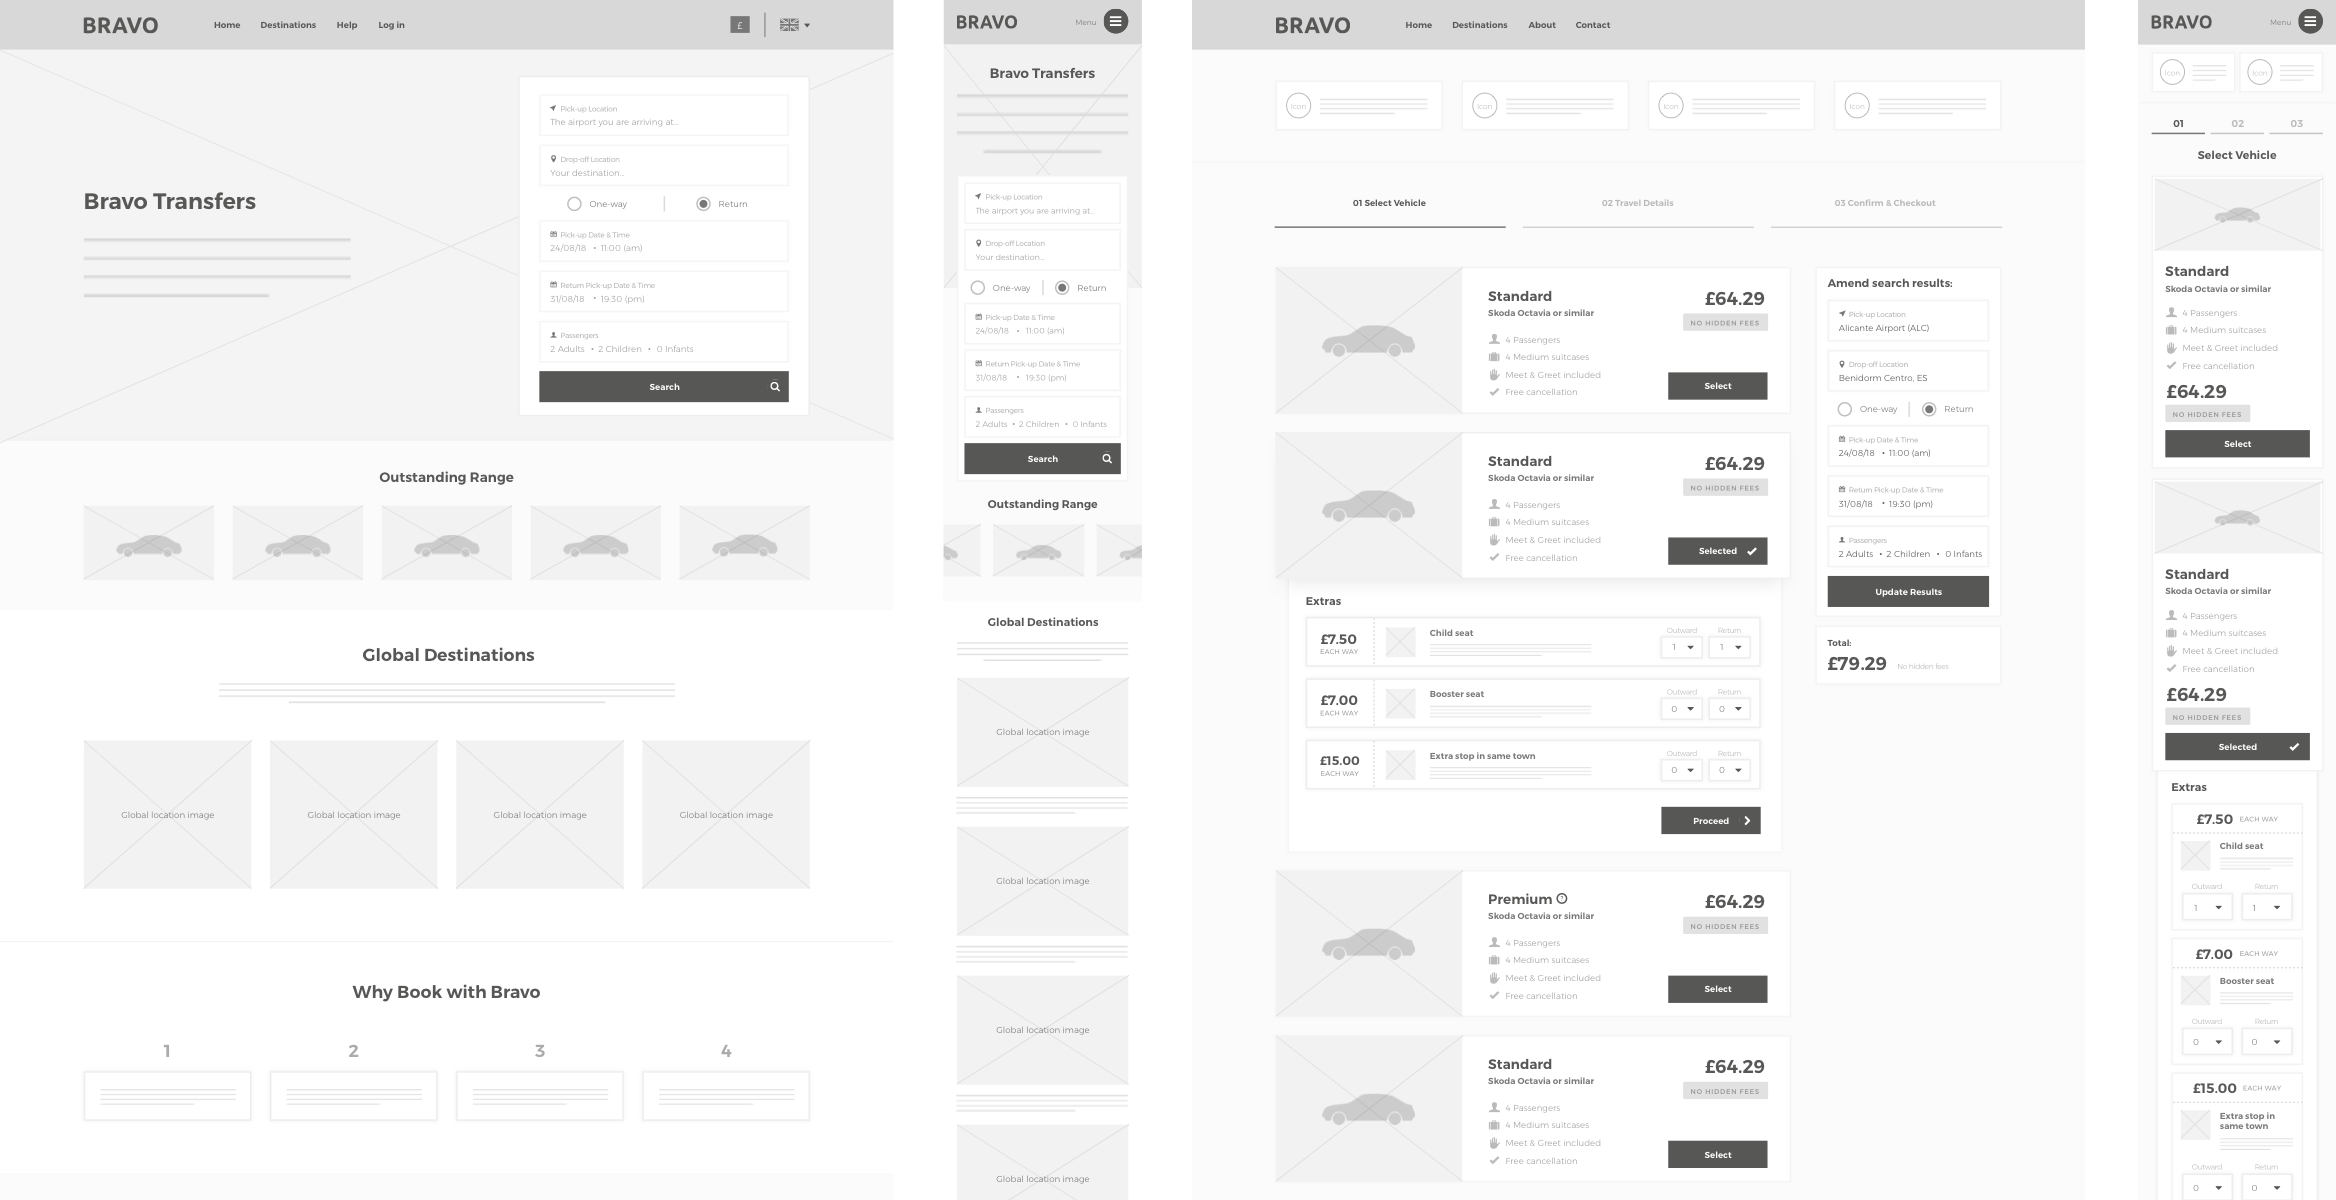 BRAVO
Home Destinations Help Log in
£
Bravo Transfers
Pick-up Location
The airport you are arriving at...
Drop-off Location
Your destination...
One-way
Return
Pick-up Date & Time
24/08/18 • 11:00 (am)
Return Pick-up Date & Time
31/08/18 • 19:30 (pm)
Passengers
2 Adults • 2 Children • 0 Infants
Search
Outstanding Range
Global Destinations
Global location image
Global location image
Global location image
Global location image
Why Book with Bravo
1
2
3
4
BRAVO
Menu
Bravo Transfers
Pick-up Location
The airport you are arriving at...
Drop-off Location
Your destination...
One-way
Return
Pick-up Date & Time
24/08/18 • 11:00 (am)
Return Pick-up Date & Time
31/08/18 • 19:30 (pm)
Passengers
2 Adults • 2 Children • 0 Infants
Search
Outstanding Range
Global Destinations
Global location image
Global location image
Global location image
Global location image
BRAVO
Home Destinations About Contact
Icon
Icon
Icon
Icon
01 Select Vehicle
02 Travel Details
03 Confirm & Checkout
Standard
Skoda Octavia or similar
4 Passengers
4 Medium suitcases
Meet & Greet included
Free cancellation
£64.29
NO HIDDEN FEES
Select
Standard
Skoda Octavia or similar
4 Passengers
4 Medium suitcases
Meet & Greet included
Free cancellation
£64.29
NO HIDDEN FEES
Selected
Extras
£7.50
EACH WAY
Child seat
Outward
Return
1
1
£7.00
EACH WAY
Booster seat
Outward
Return
0
0
£15.00
EACH WAY
Extra stop in same town
Outward
Return
0
0
Proceed
Premium
Skoda Octavia or similar
4 Passengers
4 Medium suitcases
Meet & Greet included
Free cancellation
£64.29
NO HIDDEN FEES
Select
Standard
Skoda Octavia or similar
4 Passengers
4 Medium suitcases
Meet & Greet included
Free cancellation
£64.29
NO HIDDEN FEES
Select
Amend search results:
Pick-up Location
Alicante Airport (ALC)
Drop-off Location
Benidorm Centro, ES
One-way
Return
Pick-up Date & Time
24/08/18 • 11:00 (am)
Return Pick-up Date & Time
31/08/18 • 19:30 (pm)
Passengers
2 Adults • 2 Children • 0 Infants
Update Results
Total:
£79.29 No hidden fees
BRAVO
Menu
Icon
Icon
01
02
03
Select Vehicle
Standard
Skoda Octavia or similar
4 Passengers
4 Medium suitcases
Meet & Greet included
Free cancellation
£64.29
NO HIDDEN FEES
Select
Standard
Skoda Octavia or similar
4 Passengers
4 Medium suitcases
Meet & Greet included
Free cancellation
£64.29
NO HIDDEN FEES
Selected
Extras
£7.50 EACH WAY
Child seat
Outward
Return
1
1
£7.00 EACH WAY
Booster seat
Outward
Return
0
0
£15.00 EACH WAY
Extra stop in
same town
Outward
Return
0
0